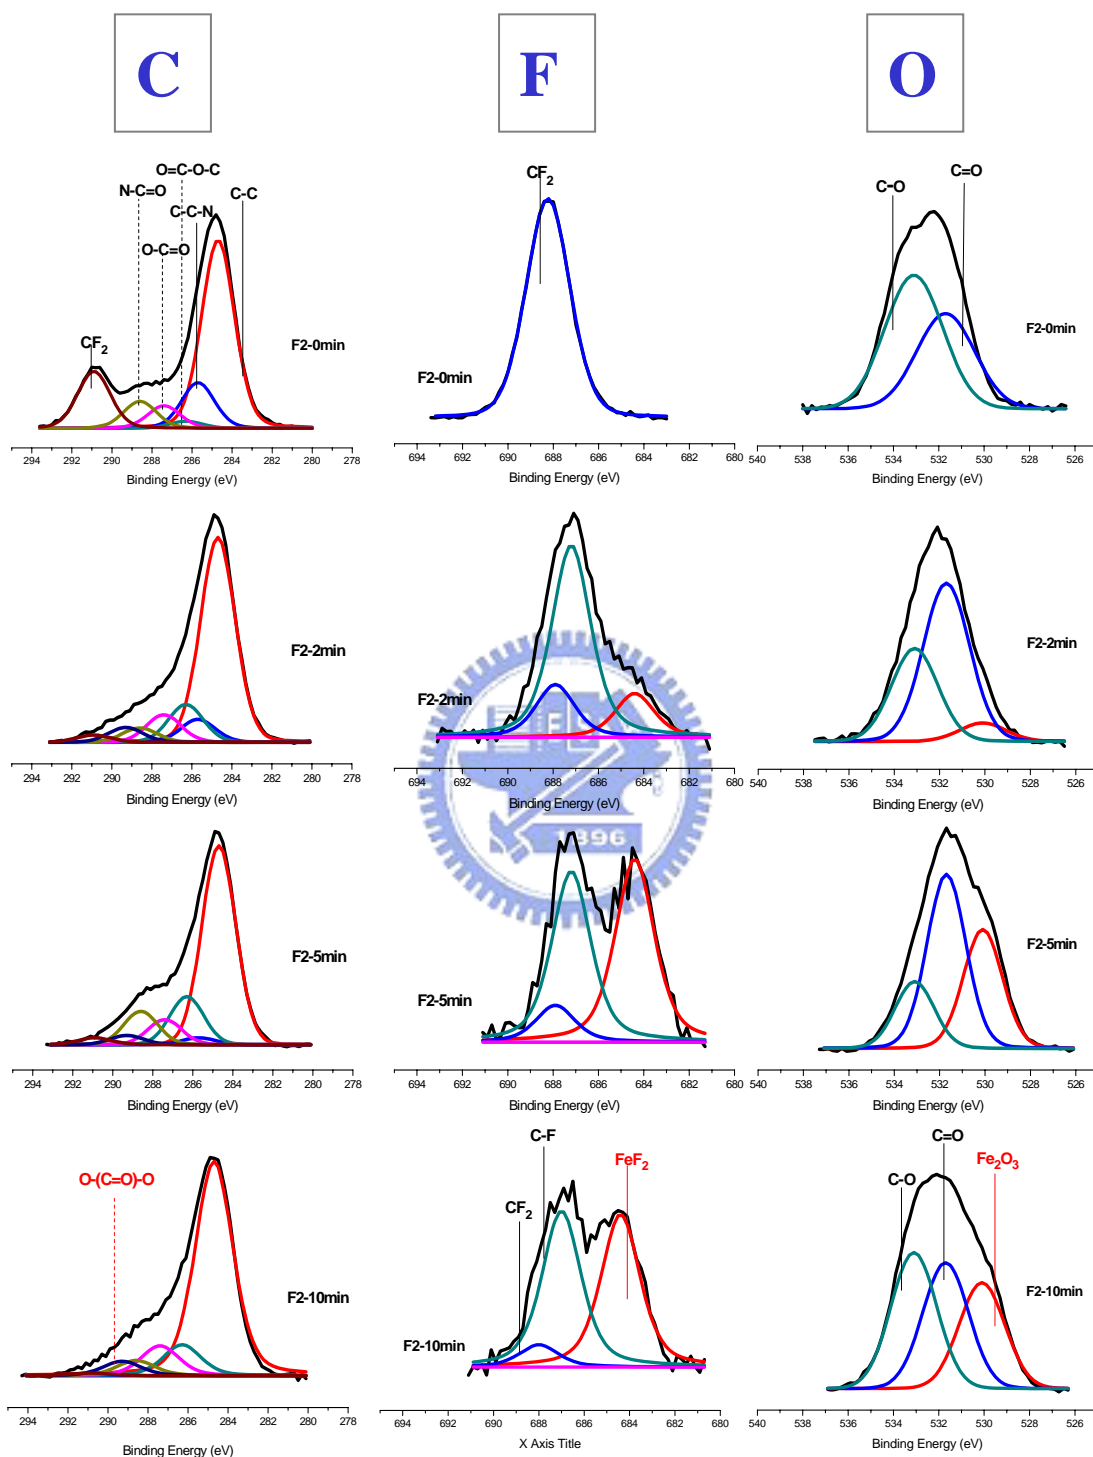 C
F
O
O=C-O-C
N-C=O
C-C
C-C-N
O-C=O
CF2
F2-0min
294 292 290 288 286 284 282 280 278
Binding Energy (eV)
CF2
F2-0min
694 692 690 688 686 684 682 680
Binding Energy (eV)
C-O
C=O
F2-0min
540 538 536 534 532 530 528 526
Binding Energy (eV)
F2-2min
294 292 290 288 286 284 282 280 278
Binding Energy (eV)
F2-2min
694 692 690 688 686 684 682 680
Binding Energy (eV)
1896
F2-2min
540 538 536 534 532 530 528 526
Binding Energy (eV)
F2-5min
294 292 290 288 286 284 282 280 278
Binding Energy (eV)
F2-5min
694 692 690 688 686 684 682 680
Binding Energy (eV)
F2-5min
540 538 536 534 532 530 528 526
Binding Energy (eV)
O-(C=O)-O
F2-10min
294 292 290 288 286 284 282 280 278
Binding Energy (eV)
C-F
FeF2
CF2
F2-10min
694 692 690 688 686 684 682 680
X Axis Title
C=O
Fe2O3
C-O
F2-10min
540 538 536 534 532 530 528 526
Binding Energy (eV)